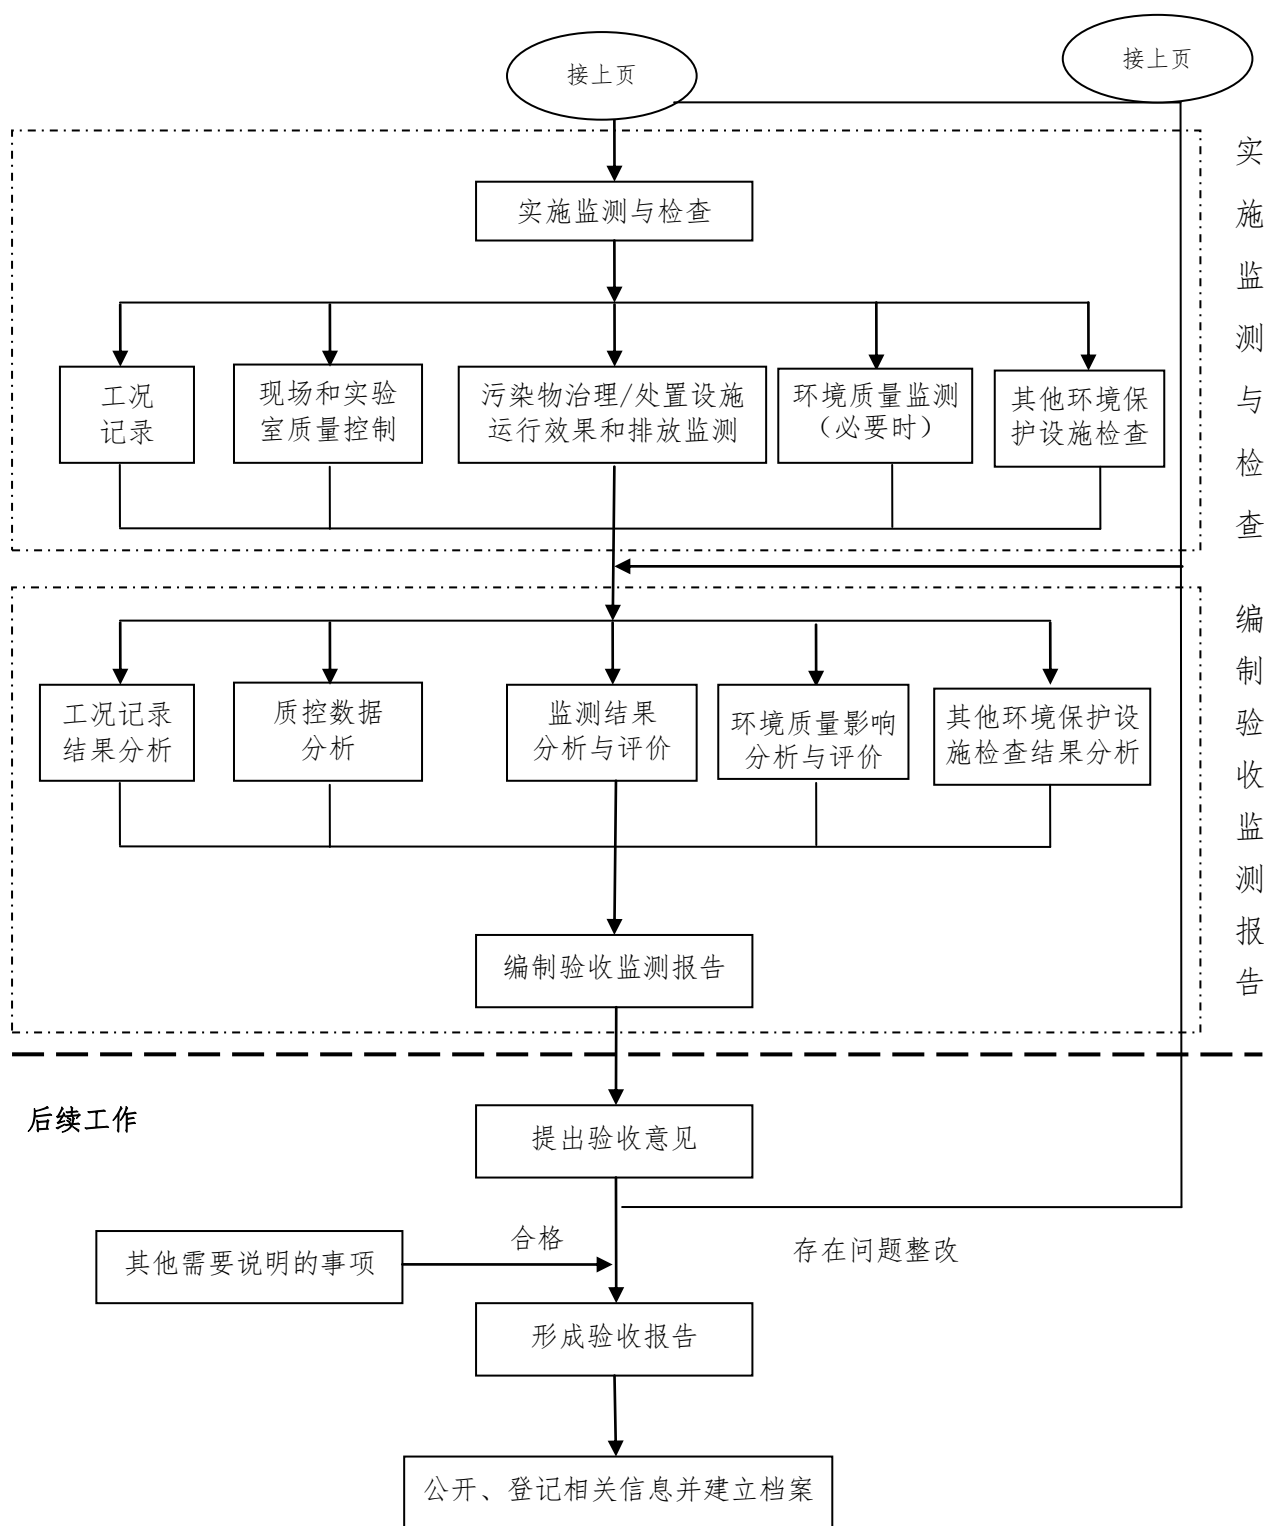 接上页
接上页
实施监测与检查
实施监测与检查
工况
记录
现场和实验
室质量控制
污染物治理/处置设施
运行效果和排放监测
环境质量监测
（必要时）
其他环境保
护设施检查
编制验收监测报告
工况记录
结果分析
质控数据
分析
监测结果
分析与评价
环境质量影响
分析与评价
其他环境保护设
施检查结果分析
编制验收监测报告
后续工作
提出验收意见
合格
存在问题整改
其他需要说明的事项
形成验收报告
公开、登记相关信息并建立档案